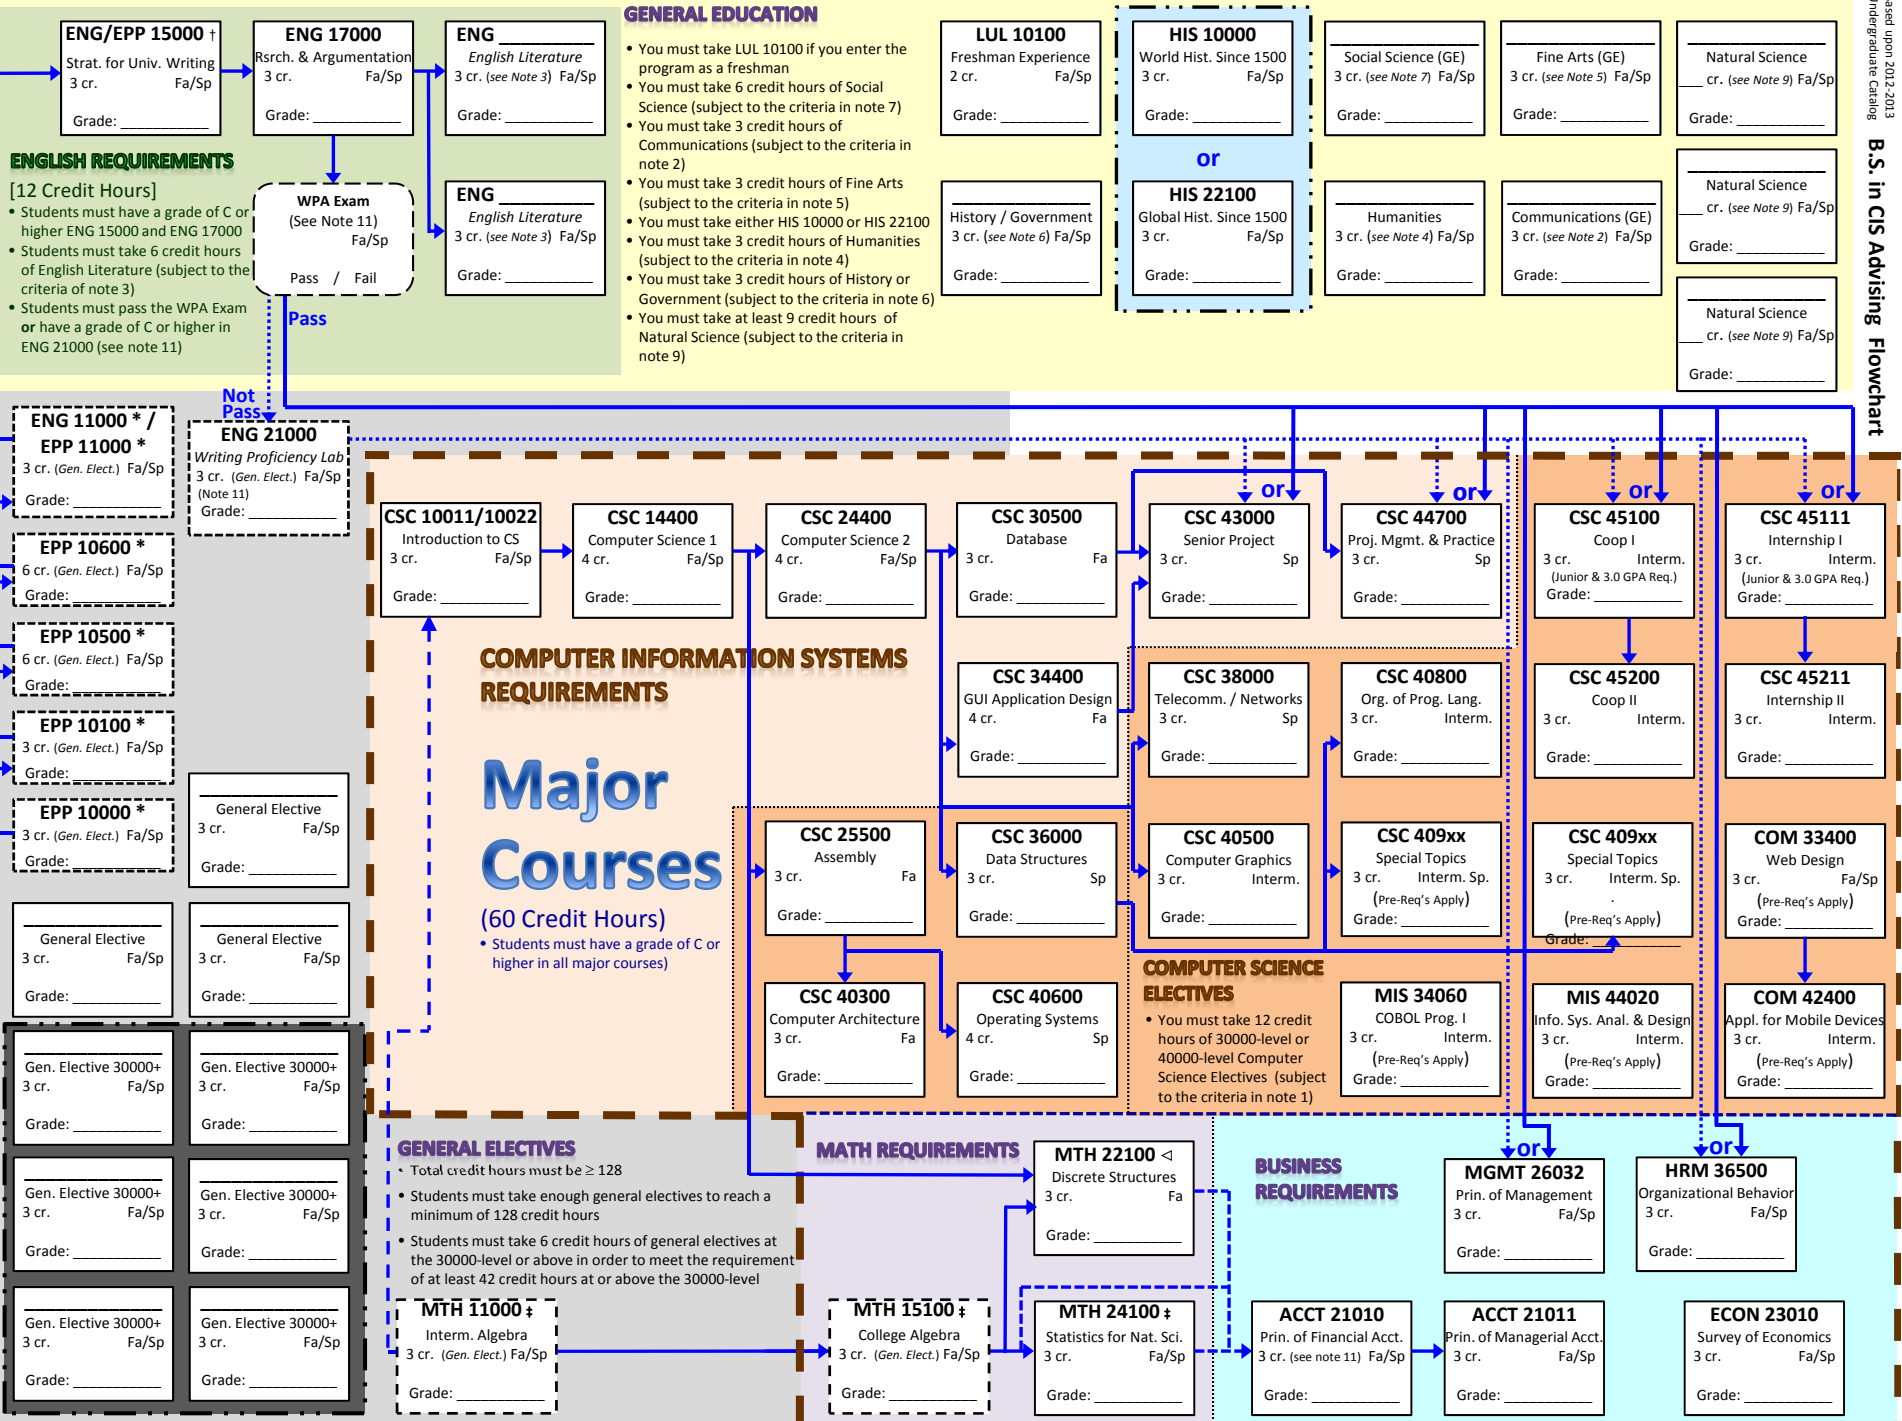 ENG/EPP 15000 †
Strat. for Univ. Writing
3 cr. Fa/Sp
Grade: ___________
ENG 17000
Rsrch. & Argumentation
3 cr. Fa/Sp
Grade: ___________
ENG __________
English Literature
3 cr. (see Note 3) Fa/Sp
Grade: ___________
ENGLISH REQUIREMENTS
[12 Credit Hours]
• Students must have a grade of C or
higher ENG 15000 and ENG 17000
• Students must take 6 credit hours
of English Literature (subject to the
criteria of note 3)
• Students must pass the WPA Exam
or have a grade of C or higher in
ENG 21000 (see note 11)
WPA Exam
(See Note 11)
Fa/Sp
Pass / Fail
ENG __________
English Literature
3 cr. (see Note 3) Fa/Sp
Grade: ___________
Pass
Not
Pass
GENERAL EDUCATION
• You must take LUL 10100 if you enter the
program as a freshman
• You must take 6 credit hours of Social
Science (subject to the criteria in note 7)
• You must take 3 credit hours of
Communications (subject to the criteria in
note 2)
• You must take 3 credit hours of Fine Arts
(subject to the criteria in note 5)
• You must take either HIS 10000 or HIS 22100
• You must take 3 credit hours of Humanities
(subject to the criteria in note 4)
• You must take 3 credit hours of History or
Government (subject to the criteria in note 6)
• You must take at least 9 credit hours of
Natural Science (subject to the criteria in
note 9)
LUL 10100
Freshman Experience
2 cr. Fa/Sp
Grade: ___________
HIS 10000
World Hist. Since 1500
3 cr. Fa/Sp
Grade: ___________
or
HIS 22100
Global Hist. Since 1500
3 cr. Fa/Sp
Grade: ___________
Social Science (GE)
3 cr. (see Note 7) Fa/Sp
Grade: ___________
Fine Arts (GE)
3 cr. (see Note 5) Fa/Sp
Grade: ___________
Natural Science
___ cr. (see Note 9) Fa/Sp
Grade: ___________
History / Government
3 cr. (see Note 6) Fa/Sp
Grade: ___________
Humanities
3 cr. (see Note 4) Fa/Sp
Grade: ___________
Communications (GE)
3 cr. (see Note 2) Fa/Sp
Grade: ___________
Natural Science
___ cr. (see Note 9) Fa/Sp
Grade: ___________
Natural Science
___ cr. (see Note 9) Fa/Sp
Grade: ___________
upon 2012-2013
Undergraduate Catalog
B.S. in CIS Advising Flowchart
ENG 11000 * /
EPP 11000 *
3 cr. (Gen. Elect.) Fa/Sp
Grade: ___________
EPP 10600 *
6 cr. (Gen. Elect.) Fa/Sp
Grade: ___________
EPP 10500 *
6 cr. (Gen. Elect.) Fa/Sp
Grade: ___________
EPP 10100 *
3 cr. (Gen. Elect.) Fa/Sp
Grade: ___________
EPP 10000 *
3 cr. (Gen. Elect.) Fa/Sp
Grade: ___________
ENG 21000
Writing Proficiency Lab
3 cr. (Gen. Elect.) Fa/Sp
(Note 11)
Grade: ___________
General Elective
3 cr. Fa/Sp
Grade: ___________
General Elective
3 cr. Fa/Sp
Grade: ___________
General Elective
3 cr. Fa/Sp
Grade: ___________
Gen. Elective 30000+
3 cr. Fa/Sp
Grade: ___________
Gen. Elective 30000+
3 cr. Fa/Sp
Grade: ___________
Gen. Elective 30000+
3 cr. Fa/Sp
Grade: ___________
Gen. Elective 30000+
3 cr. Fa/Sp
Grade: ___________
Gen. Elective 30000+
3 cr. Fa/Sp
Grade: ___________
Gen. Elective 30000+
3 cr. Fa/Sp
Grade: ___________
or
or
or
or
CSC 10011/10022
Introduction to CS
3 cr. Fa/Sp
Grade: ___________
CSC 14400
Computer Science 1
4 cr. Fa/Sp
Grade: ___________
CSC 24400
Computer Science 2
4 cr. Fa/Sp
Grade: ___________
CSC 30500
Database
3 cr. Fa
Grade: ___________
CSC 43000
Senior Project
3 cr. Sp
Grade: ___________
CSC 44700
Proj. Mgmt. & Practice
3 cr. Sp
Grade: ___________
CSC 45100
Coop I
3 cr. Interm.
(Junior & 3.0 GPA Req.)
Grade: ___________
CSC 45111
Internship I
3 cr. Interm.
(Junior & 3.0 GPA Req.)
Grade: ___________
COMPUTER INFORMATION SYSTEMS
REQUIREMENTS
Major
Courses
(60 Credit Hours)
• Students must have a grade of C or
higher in all major courses)
CSC 34400
GUI Application Design
4 cr. Fa
Grade: ___________
CSC 38000
Telecomm. / Networks
3 cr. Sp
Grade: ___________
CSC 40800
Org. of Prog. Lang.
3 cr. Interm.
Grade: ___________
CSC 45200
Coop II
3 cr. Interm.
Grade: ___________
CSC 45211
Internship II
3 cr. Interm.
Grade: ___________
CSC 25500
Assembly
3 cr. Fa
Grade: ___________
CSC 36000
Data Structures
3 cr. Sp
Grade: ___________
CSC 40500
Computer Graphics
3 cr. Interm.
Grade: ___________
CSC 409xx
Special Topics
3 cr. Interm. Sp.
(Pre-Req's Apply)
Grade: ___________
CSC 409xx
Special Topics
3 cr. Interm. Sp.
.
(Pre-Req's Apply)
Grade: ___________
COM 33400
Web Design
3 cr. Fa/Sp
(Pre-Req's Apply)
Grade: ___________
CSC 40300
Computer Architecture
3 cr. Fa
Grade: ___________
CSC 40600
Operating Systems
4 cr. Sp
Grade: ___________
COMPUTER SCIENCE
ELECTIVES
• You must take 12 credit
hours of 30000-level or
40000-level Computer
Science Electives (subject
to the criteria in note 1)
MIS 34060
COBOL Prog. I
3 cr. Interm.
(Pre-Req's Apply)
Grade: ___________
MIS 44020
Info. Sys. Anal. & Design
3 cr. Interm.
(Pre-Req's Apply)
Grade: ___________
COM 42400
Appl. for Mobile Devices
3 cr. Interm.
(Pre-Req's Apply)
Grade: ___________
GENERAL ELECTIVES
• Total credit hours must be ≥ 128
• Students must take enough general electives to reach a
minimum of 128 credit hours
• Students must take 6 credit hours of general electives at
the 30000-level or above in order to meet the requirement
of at least 42 credit hours at or above the 30000-level
MTH 11000 ‡
Interm. Algebra
3 cr. (Gen. Elect.) Fa/Sp
Grade: ___________
MATH REQUIREMENTS
MTH 22100 ◁
Discrete Structures
3 cr. Fa
Grade: ___________
MTH 15100 ‡
College Algebra
3 cr. (Gen. Elect.) Fa/Sp
Grade: ___________
MTH 24100 ‡
Statistics for Nat. Sci.
3 cr. Fa/Sp
Grade: ___________
BUSINESS
REQUIREMENTS
or
MGMT 26032
Prin. of Management
3 cr. Fa/Sp
Grade: ___________
or
HRM 36500
Organizational Behavior
3 cr. Fa/Sp
Grade: ___________
ACCT 21010
Prin. of Financial Acct.
3 cr. (see note 11) Fa/Sp
Grade: ___________
ACCT 21011
Prin. of Managerial Acct.
3 cr. Fa/Sp
Grade: ___________
ECON 23010
Survey of Economics
3 cr. Fa/Sp
Grade: ___________